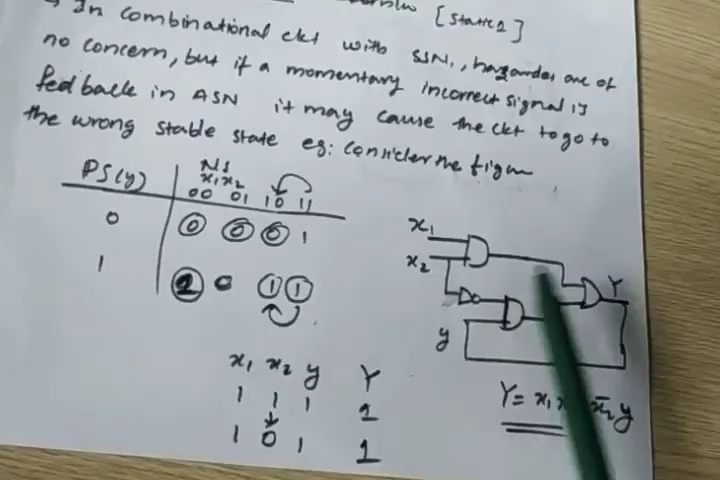 [Static 1]
In combinational ckt with SSN, hazardes are of
no concern, but if a momentary incorrect signal is
fed back in ASN it may cause the ckt to go to
the wrong stable state eg: Consider the figure
PS(y) NS
x1x2
00 01 10 11
0 0 0 0 1
1 1 0 1 1
x1
x2
Y
y
x1 x2 y Y
1 1 1 1
1 0 1 1
Y = x1 x̄2 y